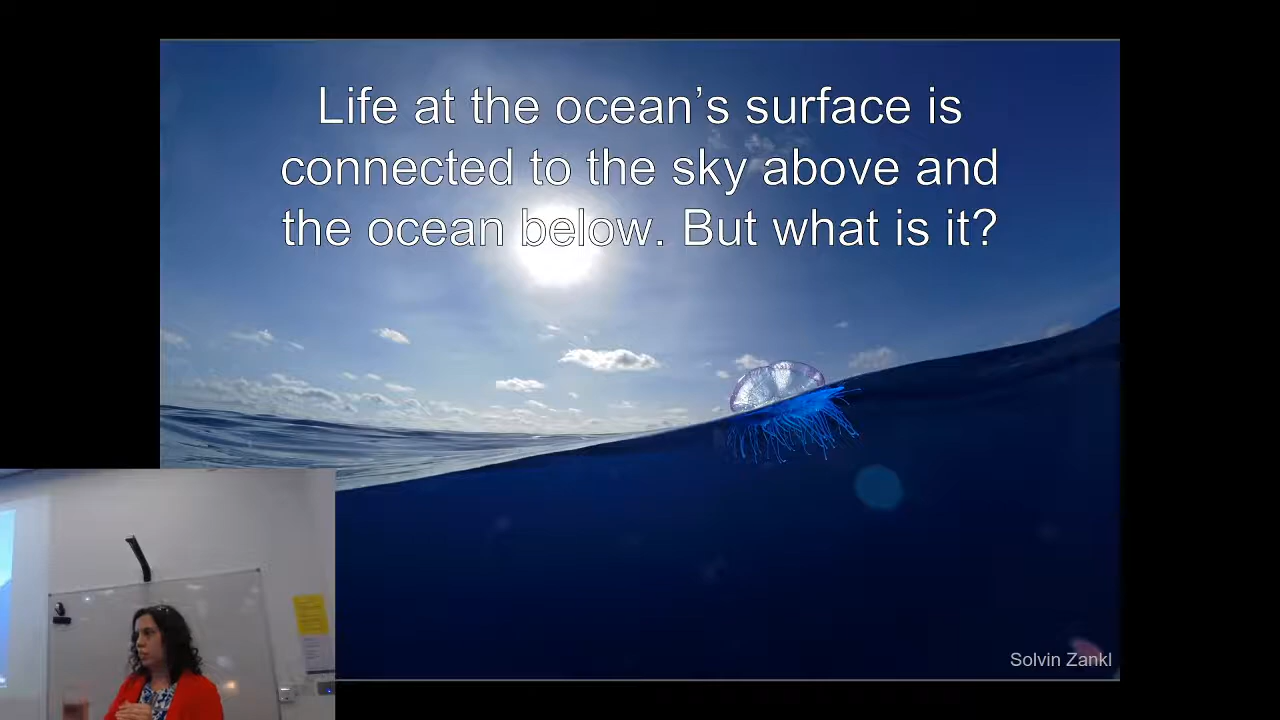 Life at the ocean’s surface is
connected to the sky above and
the ocean below. But what is it?
Solvin Zankl